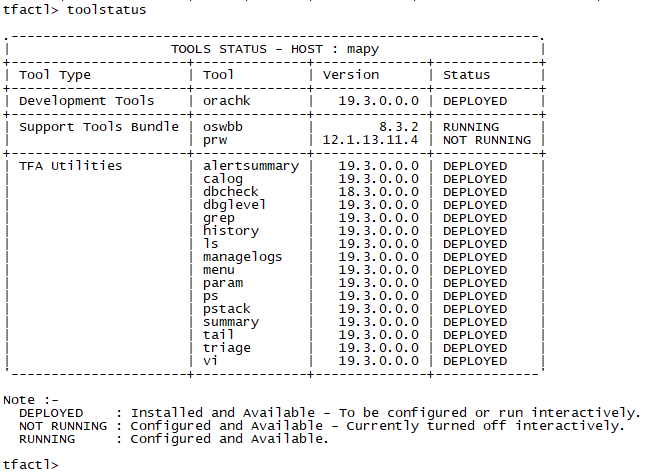 tfactl> toolstatus
.------------------------------------------------------------------.
|                    TOOLS STATUS - HOST : mapy                    |
+----------------------+--------------+--------------+-------------+
| Tool Type            | Tool         | Version      | Status      |
+----------------------+--------------+--------------+-------------+
| Development Tools    | orachk       |   19.3.0.0.0 | DEPLOYED    |
+----------------------+--------------+--------------+-------------+
| Support Tools Bundle | oswbb        |        8.3.2 | RUNNING     |
|                      | prw          | 12.1.13.11.4 | NOT RUNNING |
+----------------------+--------------+--------------+-------------+
| TFA Utilities        | alertsummary |   19.3.0.0.0 | DEPLOYED    |
|                      | calog        |   19.3.0.0.0 | DEPLOYED    |
|                      | dbcheck      |   18.3.0.0.0 | DEPLOYED    |
|                      | dbglevel     |   19.3.0.0.0 | DEPLOYED    |
|                      | grep         |   19.3.0.0.0 | DEPLOYED    |
|                      | history      |   19.3.0.0.0 | DEPLOYED    |
|                      | ls           |   19.3.0.0.0 | DEPLOYED    |
|                      | managelogs   |   19.3.0.0.0 | DEPLOYED    |
|                      | menu         |   19.3.0.0.0 | DEPLOYED    |
|                      | param        |   19.3.0.0.0 | DEPLOYED    |
|                      | ps           |   19.3.0.0.0 | DEPLOYED    |
|                      | pstack       |   19.3.0.0.0 | DEPLOYED    |
|                      | summary      |   19.3.0.0.0 | DEPLOYED    |
|                      | tail         |   19.3.0.0.0 | DEPLOYED    |
|                      | triage       |   19.3.0.0.0 | DEPLOYED    |
|                      | vi           |   19.3.0.0.0 | DEPLOYED    |
'----------------------+--------------+--------------+-------------'
Note :-
  DEPLOYED    : Installed and Available - To be configured or run interactively.
  NOT RUNNING : Configured and Available - Currently turned off interactively.
  RUNNING     : Configured and Available.
tfactl>